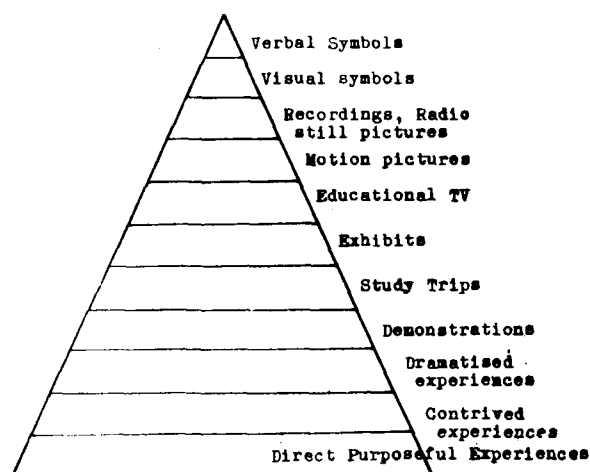 Verbal Symbols
Visual symbols
Recordings, Radio
still pictures
Motion pictures
Educational TV
Exhibits
Study Trips
Demonstrations
Dramatised
experiences
Contrived
experiences
Direct Purposeful Experiences